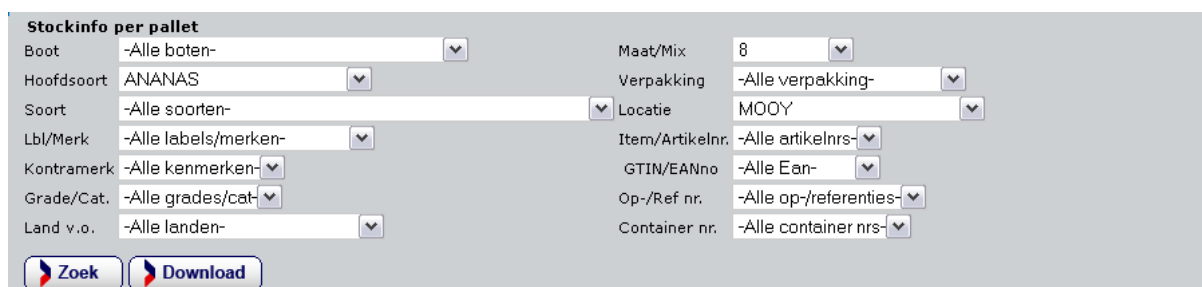 Stockinfo per pallet
Boot -Alle boten- Maat/Mix 8
Hoofdsoort ANANAS Verpakking -Alle verpakking-
Soort -Alle soorten- Locatie MOOY
Lbl/Merk -Alle labels/merken- Item/Artikelnr. -Alle artikelnrs-
Kontramerk -Alle kenmerken- GTIN/EANno -Alle Ean-
Grade/Cat. -Alle grades/cat- Op-/Ref nr. -Alle op-/referenties-
Land v.o. -Alle landen- Container nr. -Alle container nrs-
Zoek Download